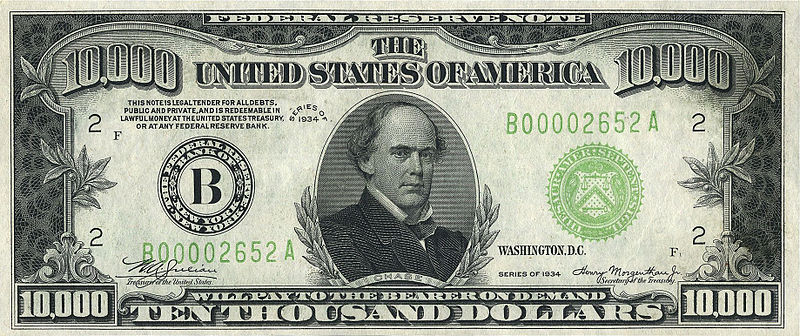 FEDERAL RESERVE NOTE
THE
10,000 UNITED STATES OF AMERICA 10,000
THIS NOTE IS LEGAL TENDER FOR ALL DEBTS,
PUBLIC AND PRIVATE, AND IS REDEEMABLE IN
LAWFUL MONEY AT THE UNITED STATES TREASURY,
OR AT ANY FEDERAL RESERVE BANK.
SERIES OF
1934
B00002652 A
2
2
F
THE FEDERAL RESERVE
BANK OF
B
NEW YORK
NEW YORK
2
2
B00002652 A
WASHINGTON, D.C.
F
W A Julian
Treasurer of the United States.
CHASE
SERIES OF 1934
Henry Morgenthau Jr
Secretary of the Treasury.
10,000 WILL PAY TO THE BEARER ON DEMAND 10,000
TEN THOUSAND DOLLARS